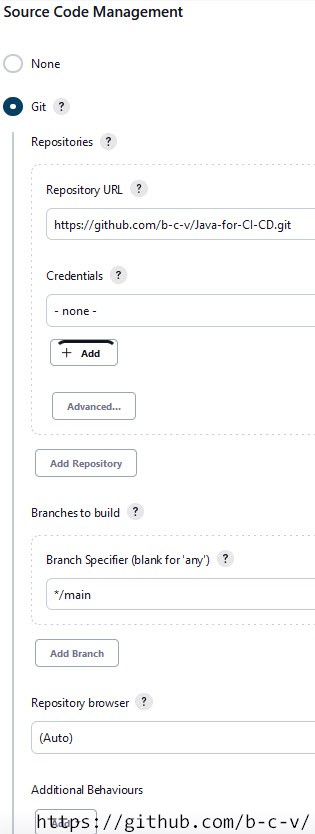 Source Code Management
None
Git ?
Repositories ?
Repository URL ?
https://github.com/b-c-v/Java-for-CI-CD.git
Credentials ?
- none -
+ Add
Advanced...
Add Repository
Branches to build ?
Branch Specifier (blank for 'any') ?
*/main
Add Branch
Repository browser ?
(Auto)
Additional Behaviours
Add
https://github.com/b-c-v/